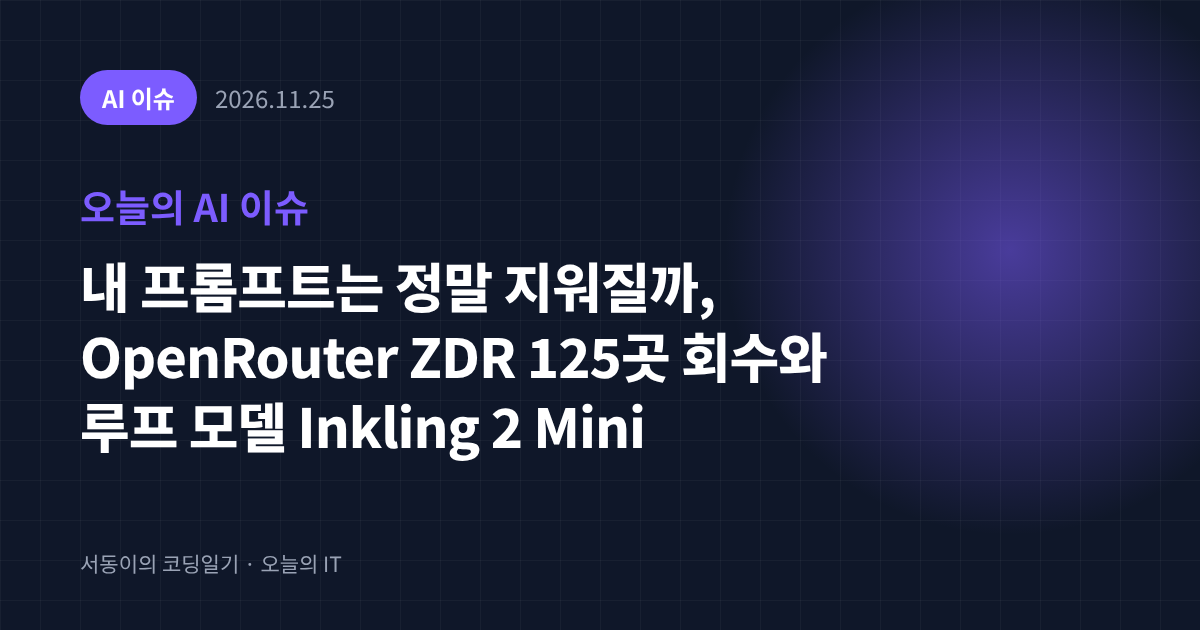 AI 이슈 2026.11.25
오늘의 AI 이슈
내 프롬프트는 정말 지워질까,
OpenRouter ZDR 125곳 회수와
루프 모델 Inkling 2 Mini
서동이의 코딩일기 · 오늘의 IT